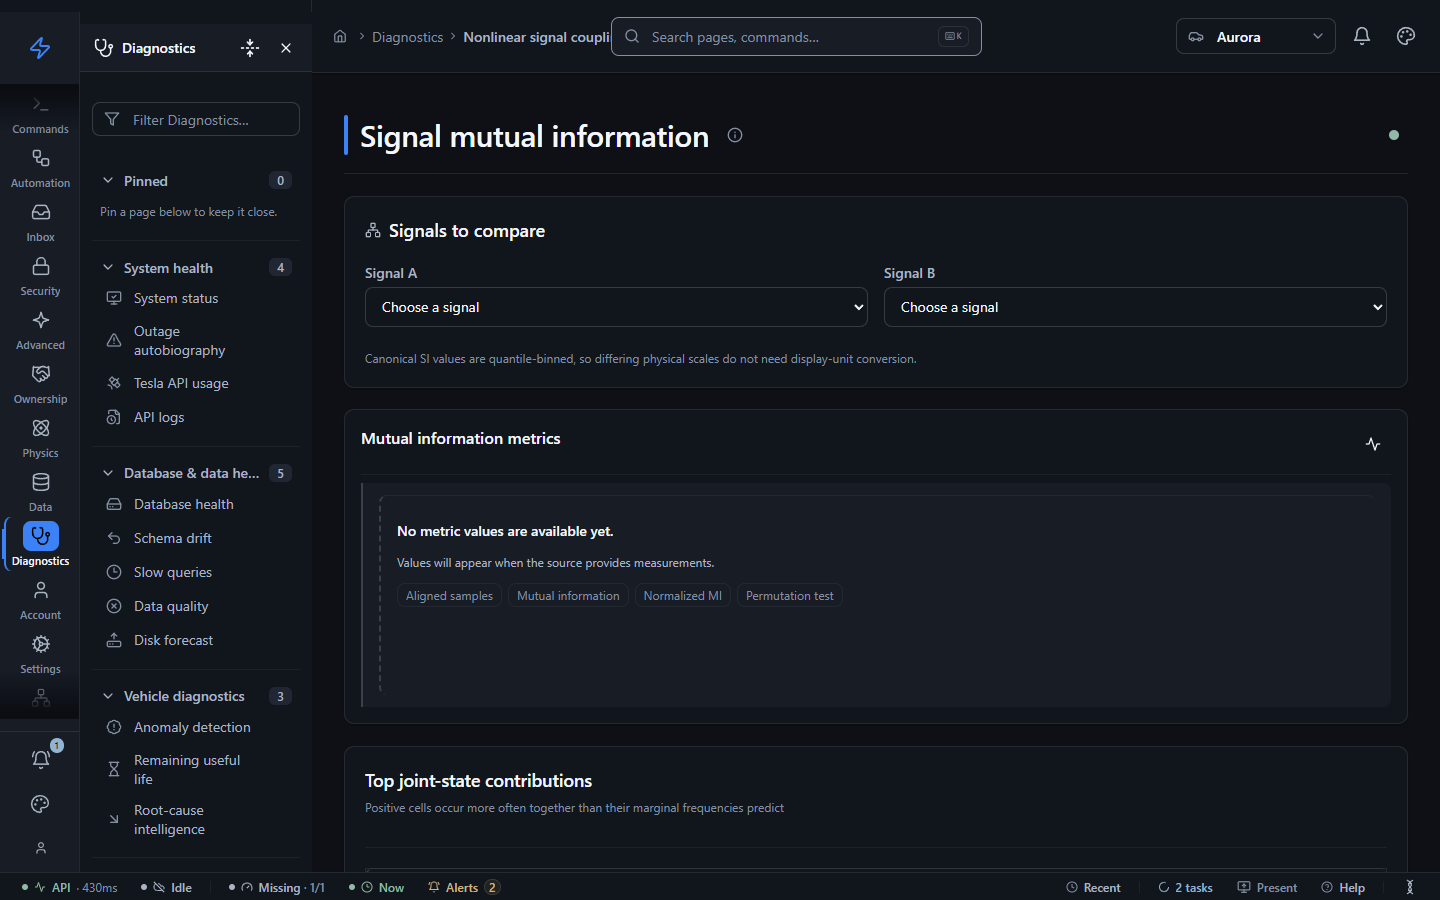 Diagnostics
Diagnostics
Nonlinear signal coupli
Search pages, commands...
K
Aurora
Commands
Automation
Inbox
Security
Advanced
Ownership
Physics
Data
Diagnostics
Account
Settings
1
Filter Diagnostics...
Pinned
0
Pin a page below to keep it close.
System health
4
System status
Outage
autobiography
Tesla API usage
API logs
Database & data he...
5
Database health
Schema drift
Slow queries
Data quality
Disk forecast
Vehicle diagnostics
3
Anomaly detection
Remaining useful
life
Root-cause
intelligence
Signal mutual information
Signals to compare
Signal A
Signal B
Choose a signal
Choose a signal
Canonical SI values are quantile-binned, so differing physical scales do not need display-unit conversion.
Mutual information metrics
No metric values are available yet.
Values will appear when the source provides measurements.
Aligned samples
Mutual information
Normalized MI
Permutation test
Top joint-state contributions
Positive cells occur more often together than their marginal frequencies predict
API · 430ms
Idle
Missing · 1/1
Now
Alerts 2
Recent
2 tasks
Present
Help